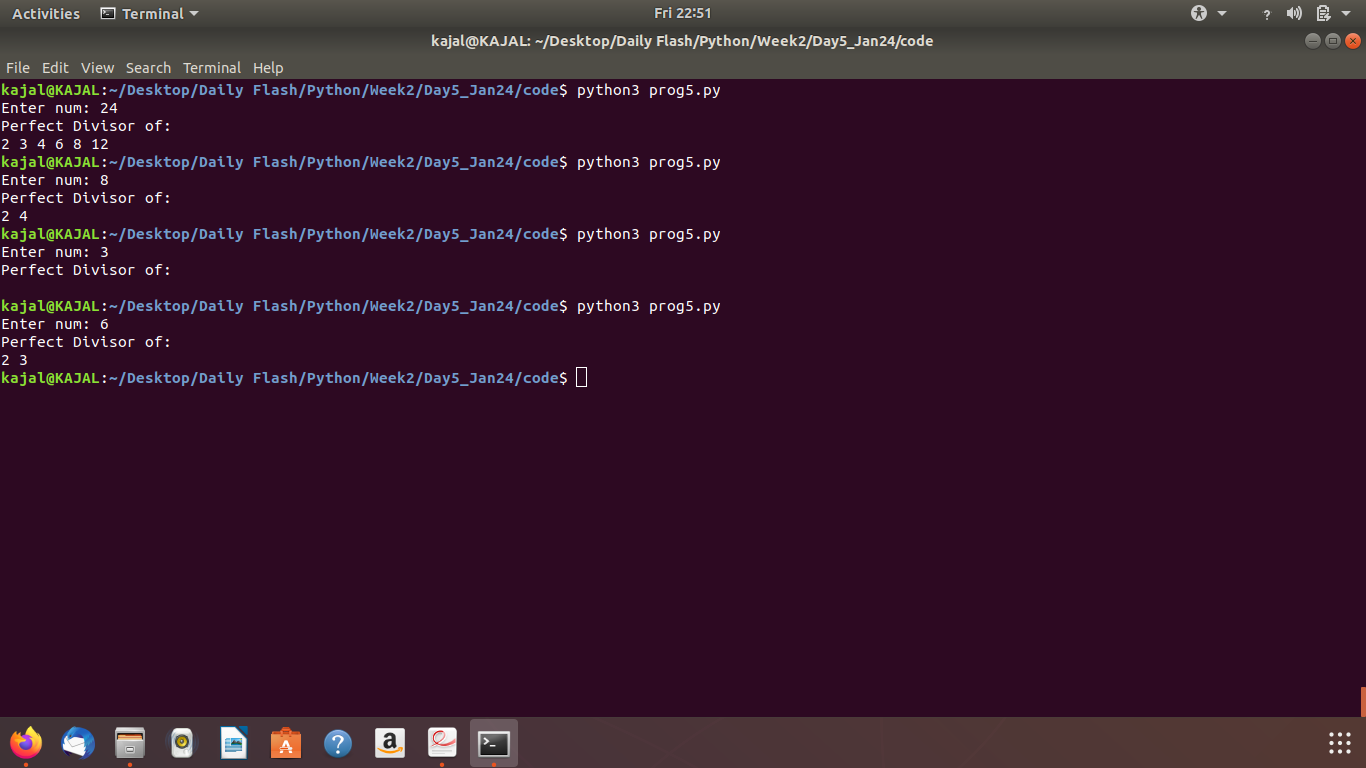 Activities Terminal Fri 22:51 ?
kajal@KAJAL: ~/Desktop/Daily Flash/Python/Week2/Day5_Jan24/code
File Edit View Search Terminal Help
kajal@KAJAL:~/Desktop/Daily Flash/Python/Week2/Day5_Jan24/code$ python3 prog5.py
Enter num: 24
Perfect Divisor of:
2 3 4 6 8 12
kajal@KAJAL:~/Desktop/Daily Flash/Python/Week2/Day5_Jan24/code$ python3 prog5.py
Enter num: 8
Perfect Divisor of:
2 4
kajal@KAJAL:~/Desktop/Daily Flash/Python/Week2/Day5_Jan24/code$ python3 prog5.py
Enter num: 3
Perfect Divisor of:
kajal@KAJAL:~/Desktop/Daily Flash/Python/Week2/Day5_Jan24/code$ python3 prog5.py
Enter num: 6
Perfect Divisor of:
2 3
kajal@KAJAL:~/Desktop/Daily Flash/Python/Week2/Day5_Jan24/code$